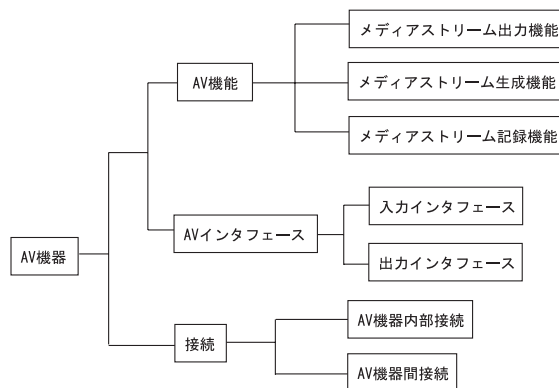 メディアストリーム出力機能
AV機能
メディアストリーム生成機能
メディアストリーム記録機能
入力インタフェース
AVインタフェース
出力インタフェース
AV機器
AV機器内部接続
接続
AV機器間接続